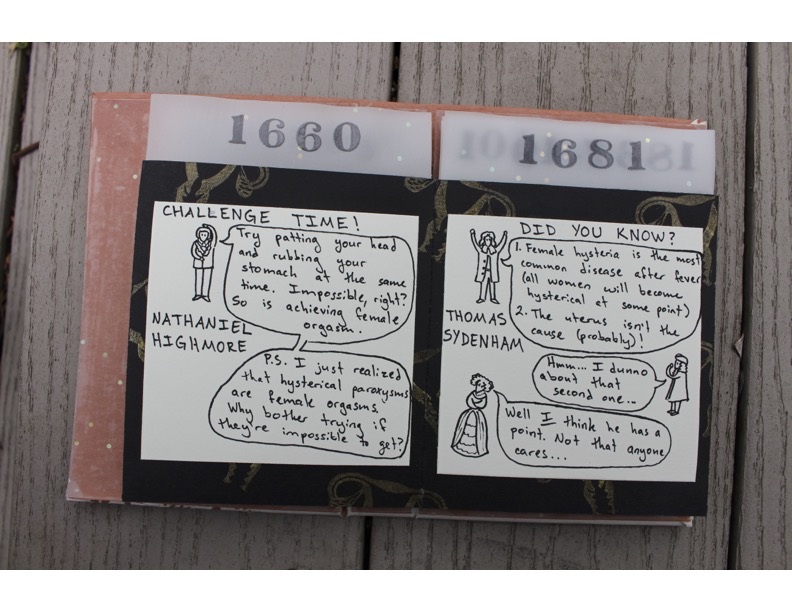 1660
CHALLENGE TIME!
Try patting your head
and rubbing your
stomach at the same
time. Impossible, right?
So is achieving female
orgasm.
NATHANIEL
HIGHMORE
P.S. I just realized
that hysterical paroxysms
are female orgasms.
Why bother trying if
they're impossible to get?
1681
DID YOU KNOW?
1. Female hysteria is the most
common disease after fever
(all women will become
hysterical at some point)
2. The uterus isn't the
cause (probably)!
THOMAS
SYDENHAM
Hmm... I dunno
about that
second one...
Well I think he has a
point. Not that anyone
cares...